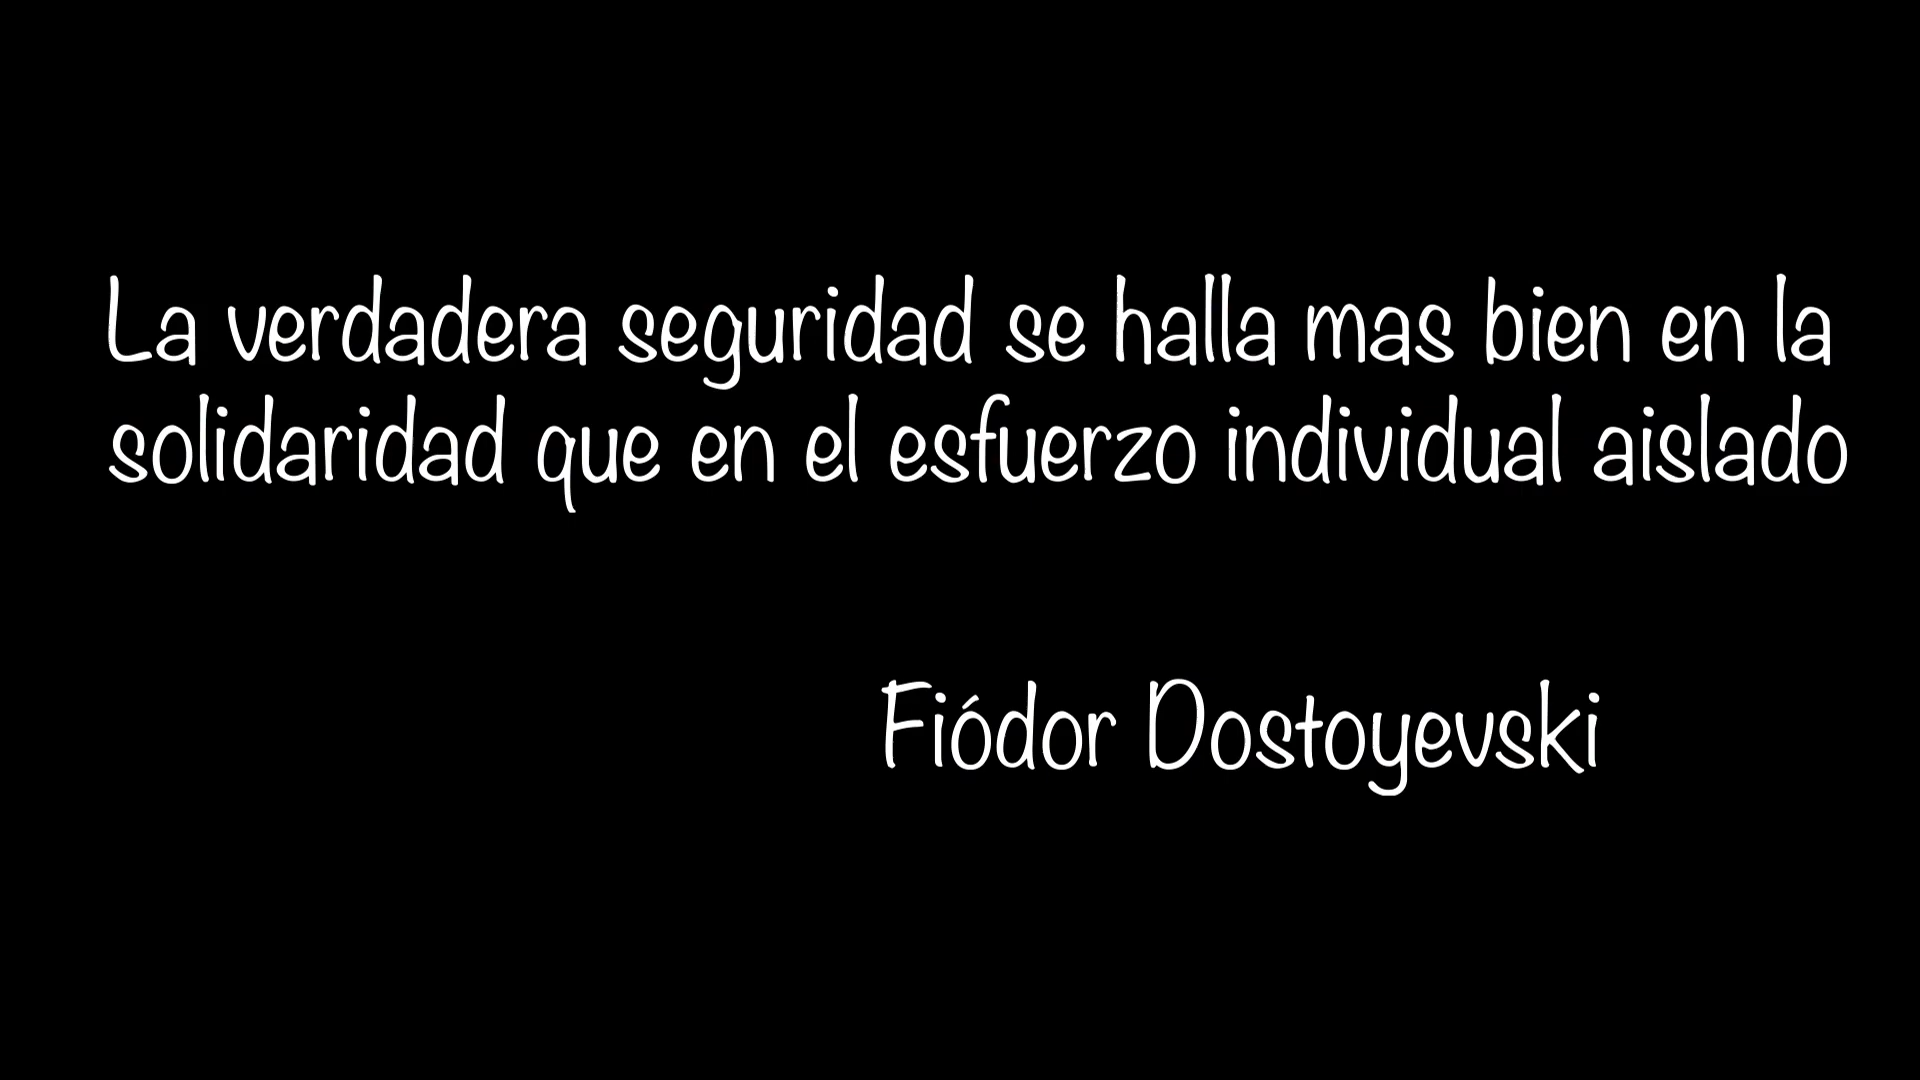 La verdadera seguridad se halla mas bien en la
solidaridad que en el esfuerzo individual aislado
Fiódor Dostoyevski